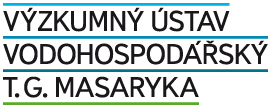 VÝZKUMNÝ ÚSTAV
VODOHOSPODÁŘSKÝ
T. G. MASARYKA